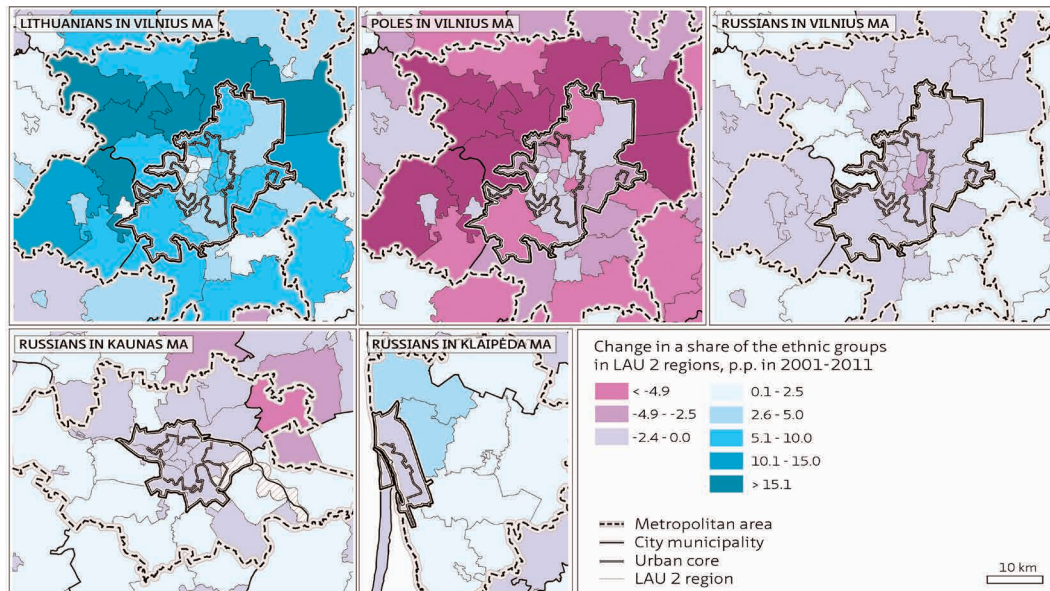 LITHUANIANS IN VILNIUS MA
POLES IN VILNIUS MA
RUSSIANS IN VILNIUS MA
RUSSIANS IN KAUNAS MA
RUSSIANS IN KLAIPĖDA MA
Change in a share of the ethnic groups
in LAU 2 regions, p.p. in 2001-2011
< -4.9
-4.9 - -2.5
-2.4 - 0.0
0.1 - 2.5
2.6 - 5.0
5.1 - 10.0
10.1 - 15.0
> 15.1
Metropolitan area
City municipality
Urban core
LAU 2 region
10 km